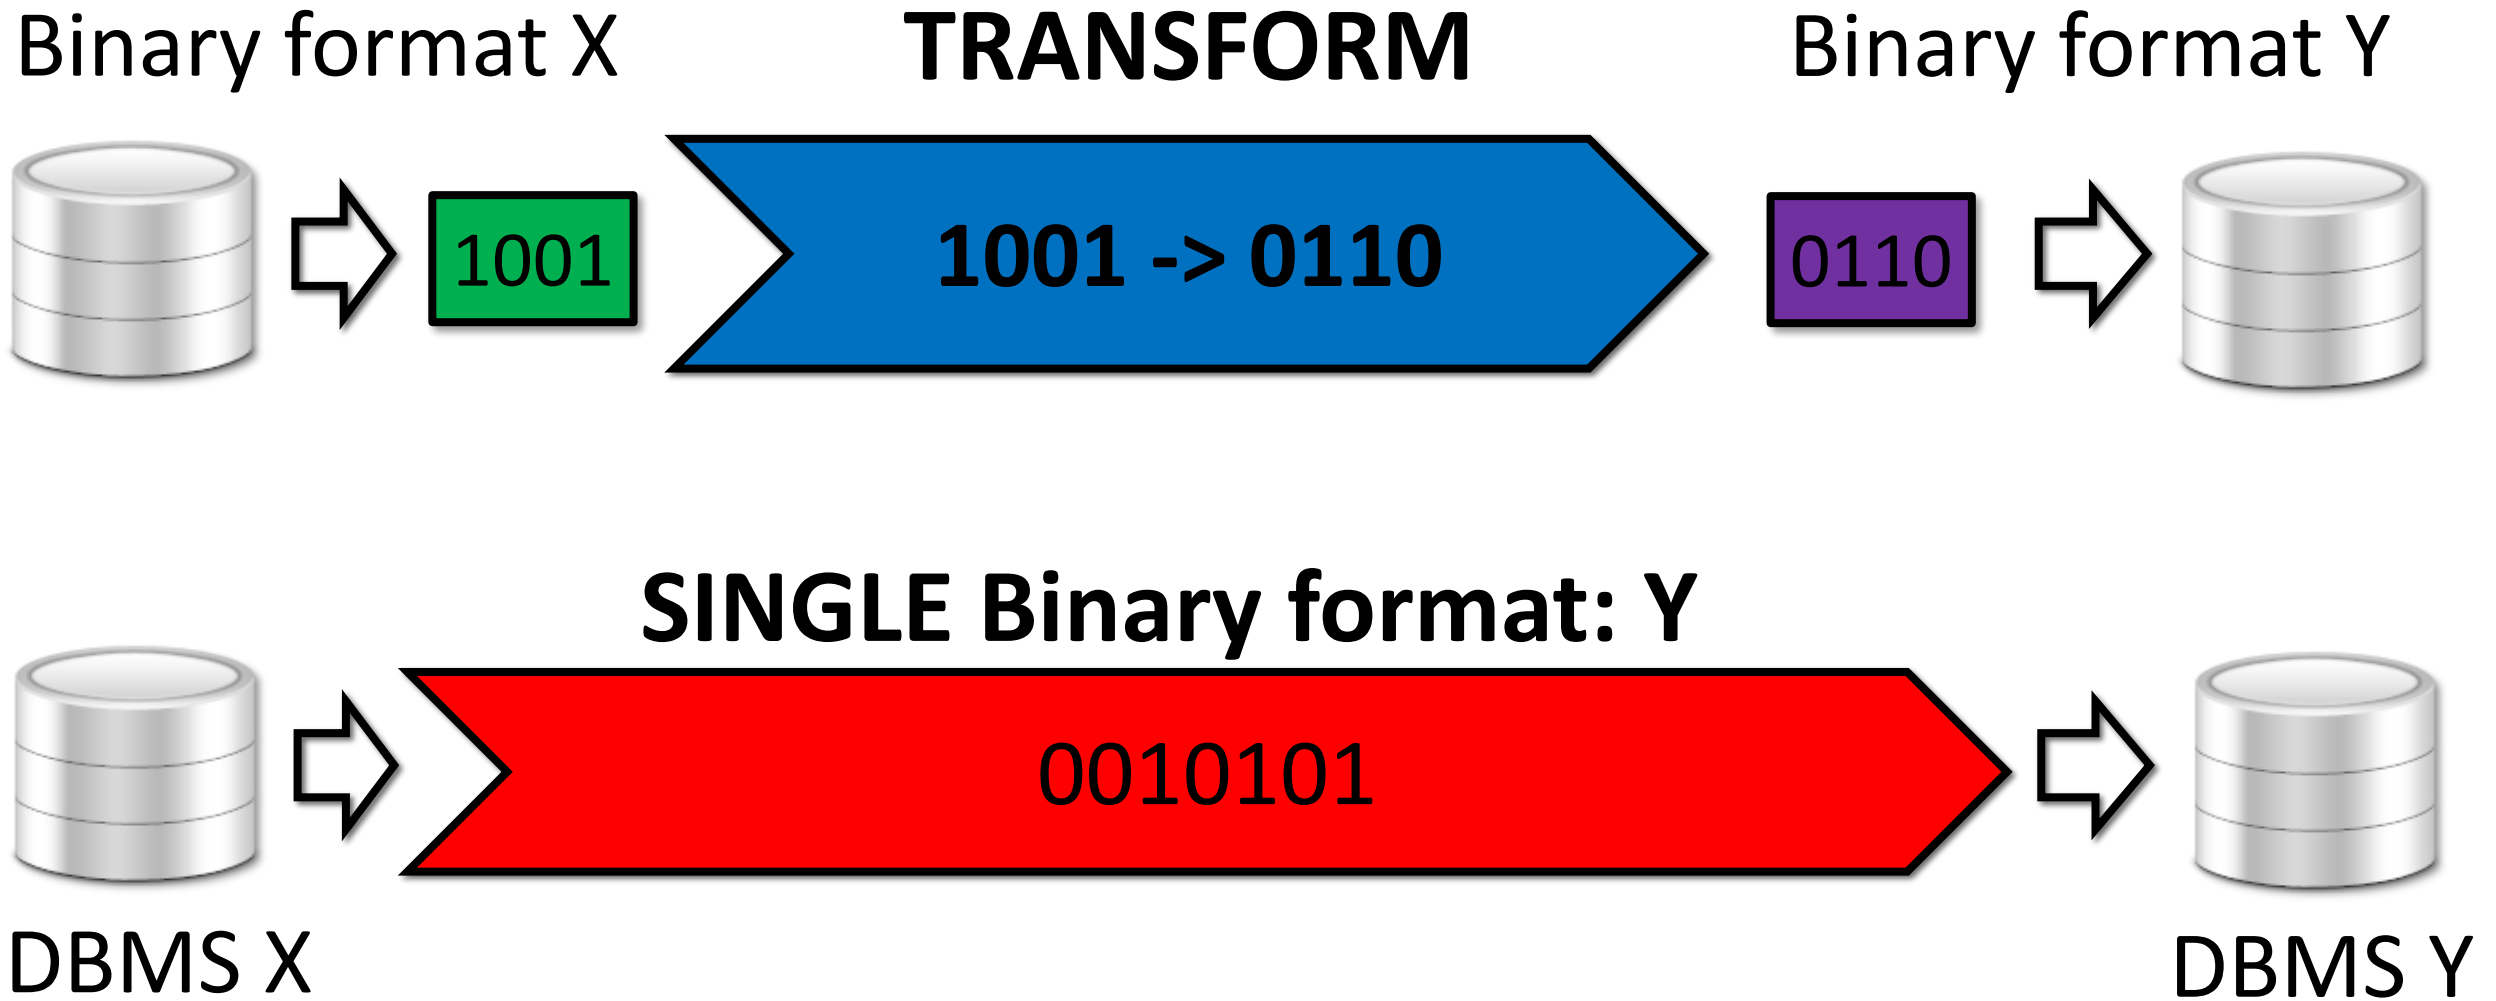 Binary format X
TRANSFORM
Binary format Y
1001
1001 -> 0110
0110
SINGLE Binary format: Y
0010101
DBMS X
DBMS Y